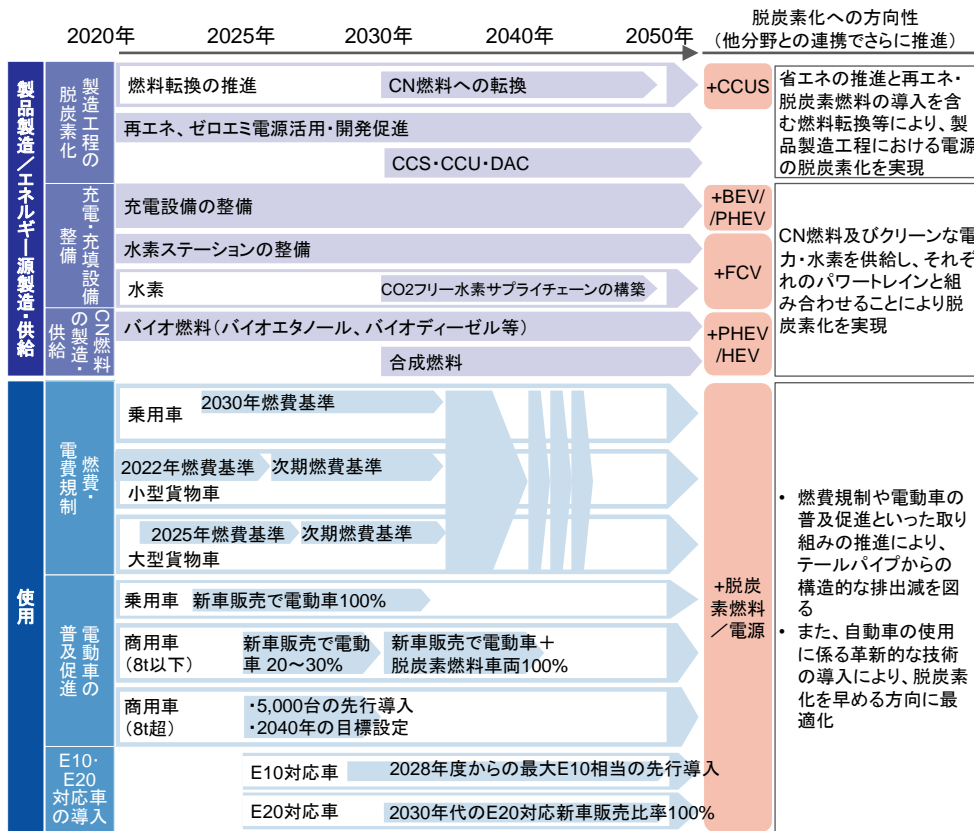 脱炭素化への方向性
(他分野との連携でさらに推進)
2020年 2025年 2030年 2040年 2050年
製品製造/エネルギー源製造・供給
製造工程の
脱炭素化
燃料転換の推進
CN燃料への転換
再エネ、ゼロエミ電源活用・開発促進
CCS・CCU・DAC
+CCUS
省エネの推進と再エネ・
脱炭素燃料の導入を含
む燃料転換等により、製
品製造工程における電源
の脱炭素化を実現
充電・充填設備
整備
充電設備の整備
水素ステーションの整備
水素
CO2フリー水素サプライチェーンの構築
+BEV/
/PHEV
+FCV
CN燃料
の製造・
供給
バイオ燃料(バイオエタノール、バイオディーゼル等)
合成燃料
+PHEV
/HEV
CN燃料及びクリーンな電
力・水素を供給し、それぞ
れのパワートレインと組
み合わせることにより脱
炭素化を実現
使用
燃費・
電費規制
乗用車
2030年燃費基準
2022年燃費基準
次期燃費基準
小型貨物車
2025年燃費基準
次期燃費基準
大型貨物車
電動車の
普及促進
乗用車
新車販売で電動車100%
商用車
(8t以下)
新車販売で電動
車 20~30%
新車販売で電動車+
脱炭素燃料車両100%
商用車
(8t超)
・5,000台の先行導入
・2040年の目標設定
E10・
E20
対応車
の導入
E10対応車
2028年度からの最大E10相当の先行導入
E20対応車
2030年代のE20対応新車販売比率100%
+脱炭
素燃料
/電源
• 燃費規制や電動車の
普及促進といった取り
組みの推進により、
テールパイプからの
構造的な排出減を図
る
• また、自動車の使用
に係る革新的な技術
の導入により、脱炭素
化を早める方向に最
適化